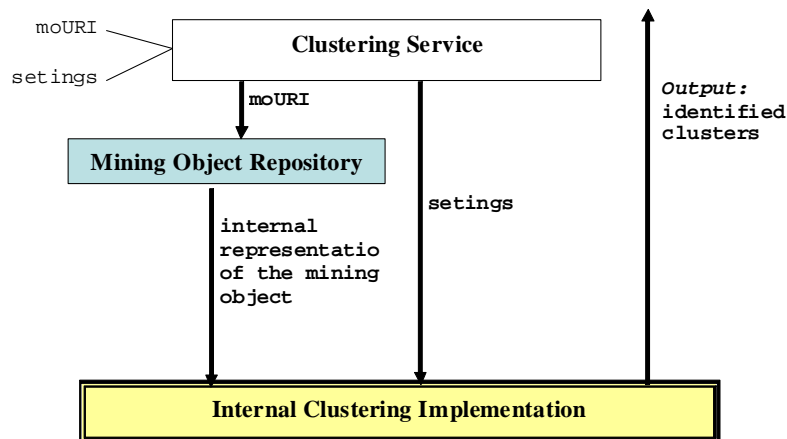 moURI
setings
Clustering Service
moURI
Output:
identified
clusters
Mining Object Repository
setings
internal
representatio
of the mining
object
Internal Clustering Implementation